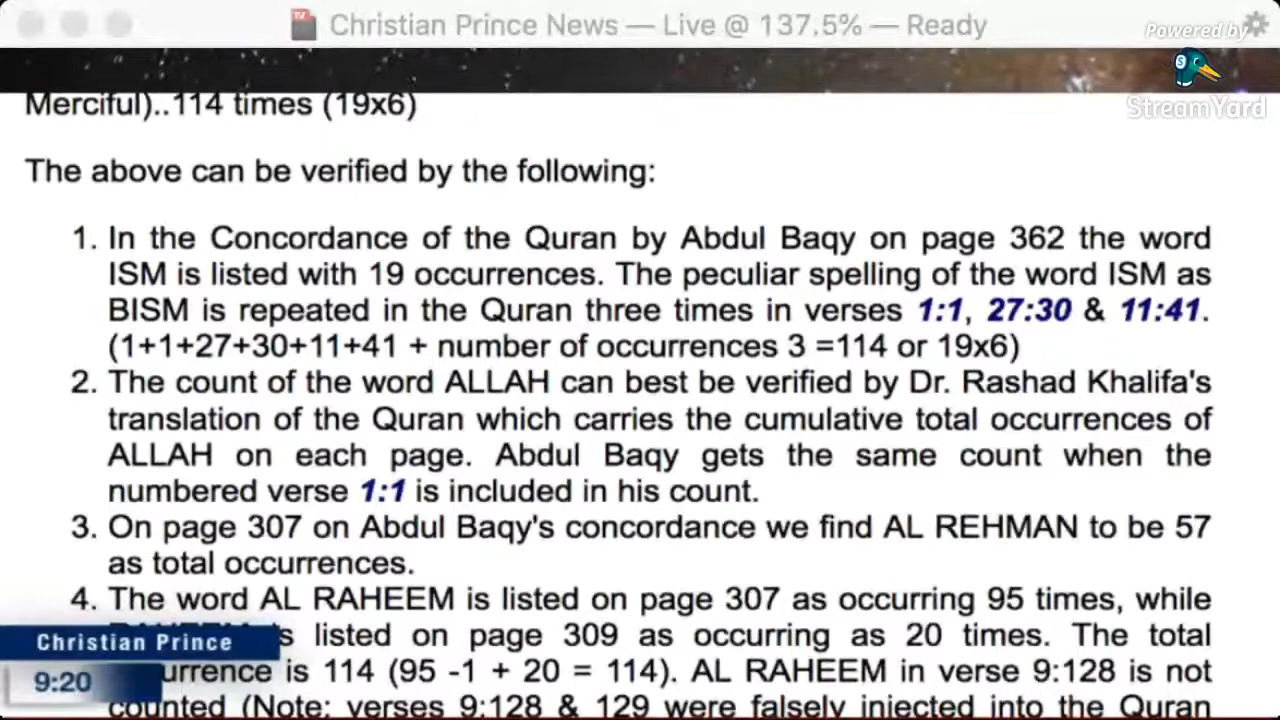 Christian Prince News — Live @ 137.5% — Ready
Powered by
StreamYard
Merciful)..114 times (19x6)
The above can be verified by the following:
1. In the Concordance of the Quran by Abdul Baqy on page 362 the word
ISM is listed with 19 occurrences. The peculiar spelling of the word ISM as
BISM is repeated in the Quran three times in verses 1:1, 27:30 & 11:41.
(1+1+27+30+11+41 + number of occurrences 3 =114 or 19x6)
2. The count of the word ALLAH can best be verified by Dr. Rashad Khalifa's
translation of the Quran which carries the cumulative total occurrences of
ALLAH on each page. Abdul Baqy gets the same count when the
numbered verse 1:1 is included in his count.
3. On page 307 on Abdul Baqy's concordance we find AL REHMAN to be 57
as total occurrences.
4. The word AL RAHEEM is listed on page 307 as occurring 95 times, while
listed on page 309 as occurring as 20 times. The total
is 114 (95 -1 + 20 = 114). AL RAHEEM in verse 9:128 is not
counted (Note: verses 9:128 & 129 were falsely injected into the Quran
Christian Prince
9:20